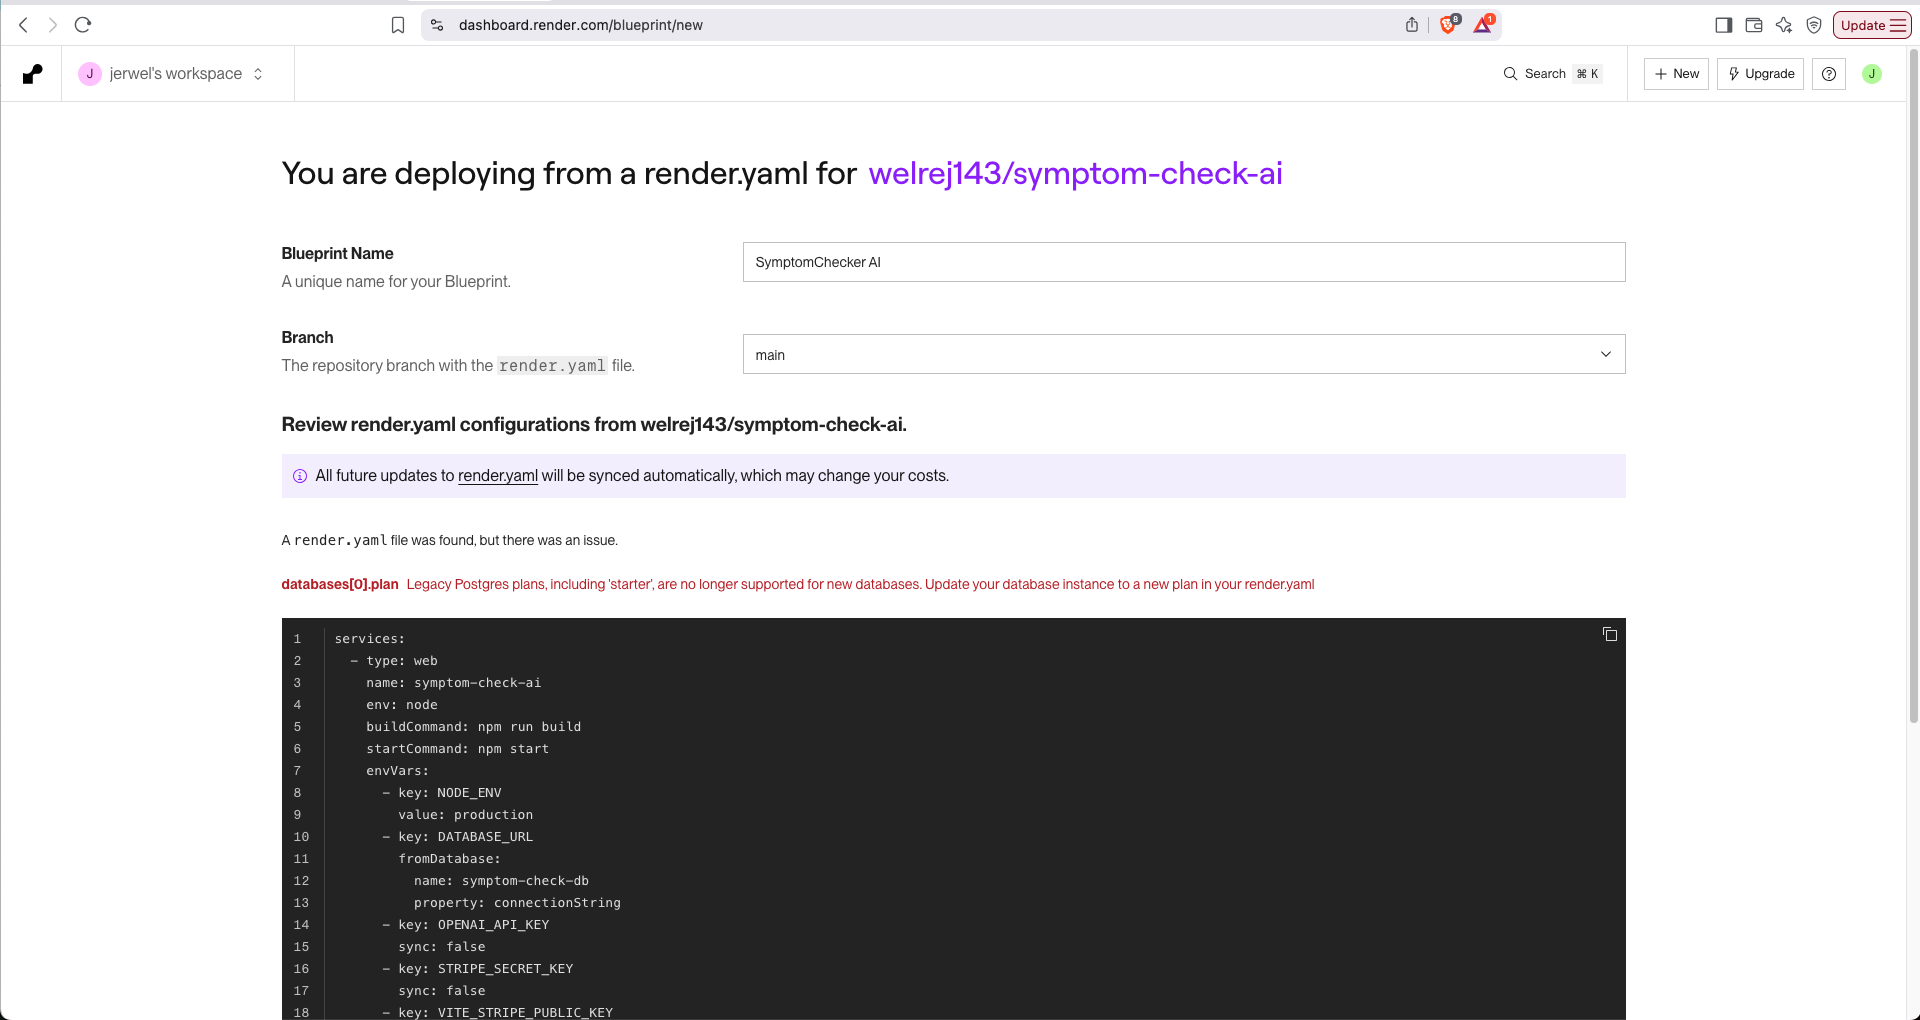 dashboard.render.com/blueprint/new
8
1
Update
J
jerwel's workspace
Search ⌘ K
New
Upgrade
J
You are deploying from a render.yaml for welrej143/symptom-check-ai
Blueprint Name
A unique name for your Blueprint.
SymptomChecker AI
Branch
The repository branch with the render.yaml file.
main
Review render.yaml configurations from welrej143/symptom-check-ai.
All future updates to render.yaml will be synced automatically, which may change your costs.
A render.yaml file was found, but there was an issue.
databases[0].plan Legacy Postgres plans, including 'starter', are no longer supported for new databases. Update your database instance to a new plan in your render.yaml
1 services:
2 - type: web
3 name: symptom-check-ai
4 env: node
5 buildCommand: npm run build
6 startCommand: npm start
7 envVars:
8 - key: NODE_ENV
9 value: production
10 - key: DATABASE_URL
11 fromDatabase:
12 name: symptom-check-db
13 property: connectionString
14 - key: OPENAI_API_KEY
15 sync: false
16 - key: STRIPE_SECRET_KEY
17 sync: false
18 - key: VITE_STRIPE_PUBLIC_KEY